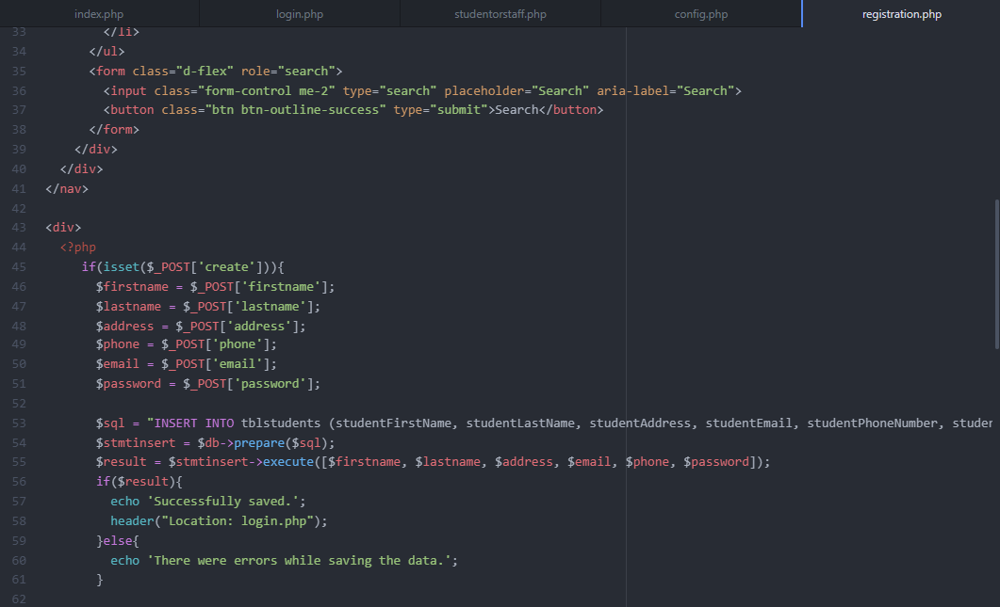 index.php login.php studentorstaff.php config.php registration.php
33 </li>
34 </ul>
35 <form class="d-flex" role="search">
36 <input class="form-control me-2" type="search" placeholder="Search" aria-label="Search">
37 <button class="btn btn-outline-success" type="submit">Search</button>
38 </form>
39 </div>
40 </div>
41 </nav>
42
43 <div>
44 <?php
45 if(isset($_POST['create'])){
46 $firstname = $_POST['firstname'];
47 $lastname = $_POST['lastname'];
48 $address = $_POST['address'];
49 $phone = $_POST['phone'];
50 $email = $_POST['email'];
51 $password = $_POST['password'];
52
53 $sql = "INSERT INTO tblstudents (studentFirstName, studentLastName, studentAddress, studentEmail, studentPhoneNumber, studen
54 $stmtinsert = $db->prepare($sql);
55 $result = $stmtinsert->execute([$firstname, $lastname, $address, $email, $phone, $password]);
56 if($result){
57 echo 'Successfully saved.';
58 header("Location: login.php");
59 }else{
60 echo 'There were errors while saving the data.';
61 }
62